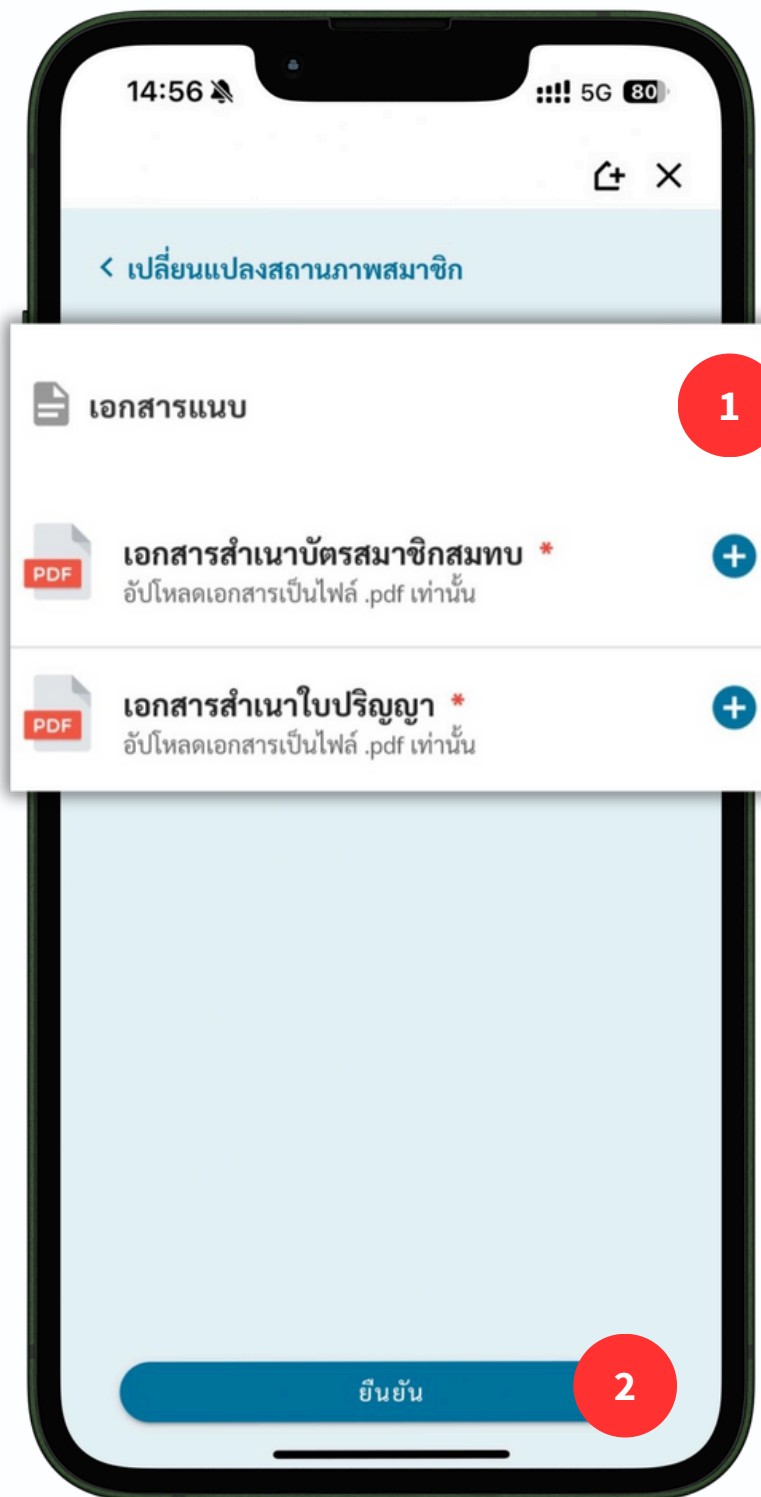 14:56 5G 80
เปลี่ยนแปลงสถานภาพสมาชิก
เอกสารแนบ 1
PDF เอกสารสำเนาบัตรสมาชิกสมทบ *
อัปโหลดเอกสารเป็นไฟล์ .pdf เท่านั้น
PDF เอกสารสำเนาใบปริญญา *
อัปโหลดเอกสารเป็นไฟล์ .pdf เท่านั้น
ยืนยัน 2